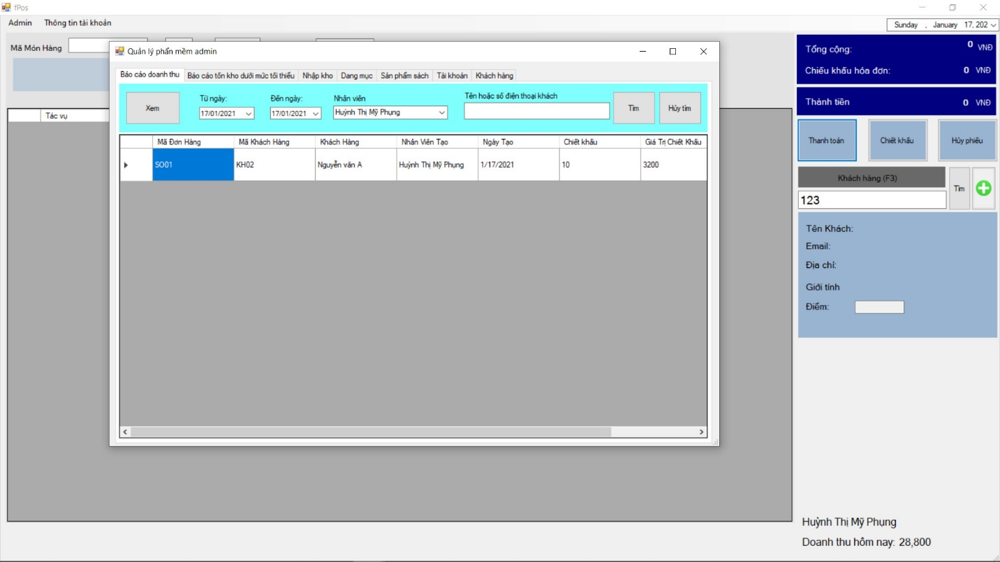 fPos
Admin Thông tin tài khoản
Sunday , January 17, 202
Mã Món Hàng
Quản lý phần mềm admin
Báo cáo doanh thu Báo cáo tồn kho dưới mức tối thiểu Nhập kho Dang mục Sản phẩm sách Tài khoản Khách hàng
Xem
Từ ngày:
17/01/2021
Đến ngày:
17/01/2021
Nhân viên
Huỳnh Thị Mỹ Phụng
Tên hoặc số điện thoại khách
Tìm
Hủy tìm
Tác vụ
Mã Đơn Hàng Mã Khách Hàng Khách Hàng Nhân Viên Tạo Ngày Tạo Chiết khấu Giá Trị Chiết Khấu
SO01 KH02 Nguyễn văn A Huỳnh Thị Mỹ Phụng 1/17/2021 10 3200
Tổng cộng: 0 VNĐ
Chiếu khấu hóa đơn: 0 VNĐ
Thành tiền 0 VNĐ
Thanh toán Chiết khấu Hủy phiếu
Khách hàng (F3)
Tìm
123
Tên Khách:
Email:
Địa chỉ:
Giới tính
Điểm:
Huỳnh Thị Mỹ Phụng
Doanh thu hôm nay: 28,800